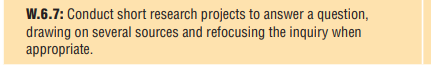 W.6.7: Conduct short research projects to answer a question,
drawing on several sources and refocusing the inquiry when
appropriate.